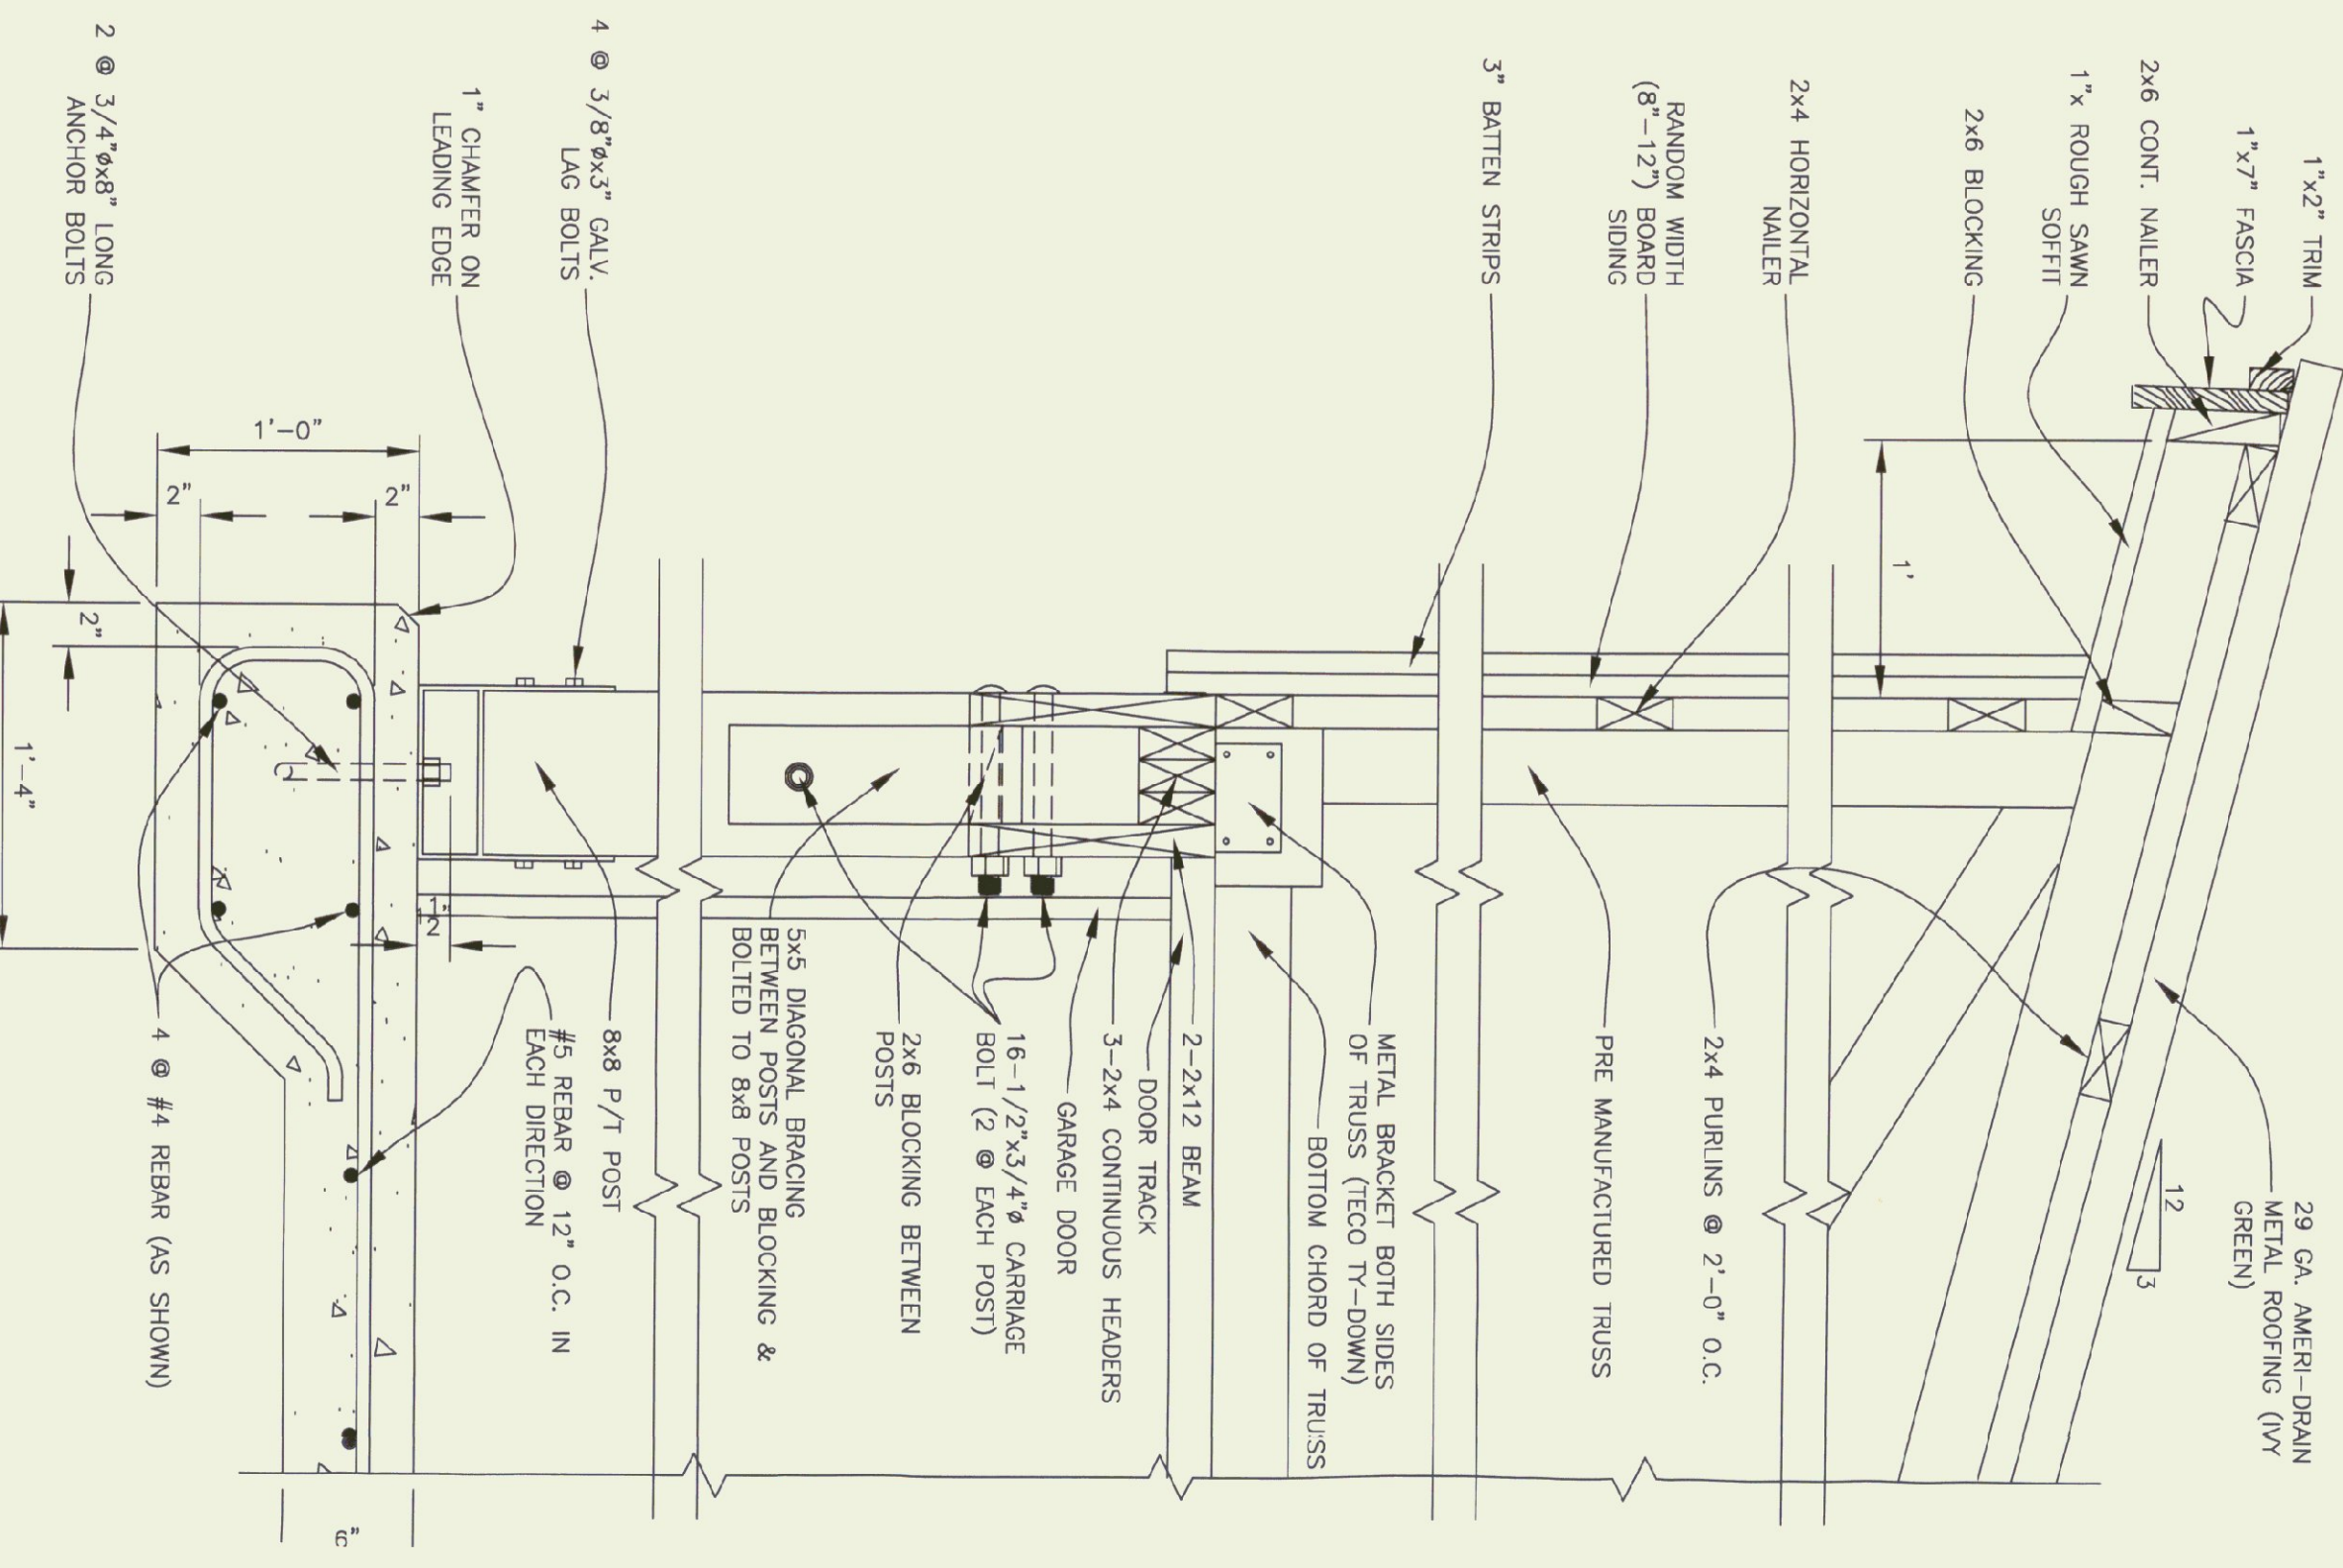 1"x2" TRIM
1"x7" FASCIA
2x6 CONT. NAILER
1"x ROUGH SAWN
SOFFIT
2x6 BLOCKING
2x4 HORIZONTAL
NAILER
RANDOM WIDTH
(8"-12") BOARD
SIDING
3" BATTEN STRIPS
4 @ 3/8"øx3" GALV.
LAG BOLTS
1" CHAMFER ON
LEADING EDGE
2 @ 3/4"øx8" LONG
ANCHOR BOLTS
1'
1'-0"
2"
2"
2"
1'-4"
29 GA. AMERI-DRAIN
METAL ROOFING (IVY
GREEN)
12
3
2x4 PURLINS @ 2'-0" O.C.
PRE MANUFACTURED TRUSS
METAL BRACKET BOTH SIDES
OF TRUSS (TECO TY-DOWN)
BOTTOM CHORD OF TRUSS
2-2x12 BEAM
DOOR TRACK
3-2x4 CONTINUOUS HEADERS
GARAGE DOOR
16-1/2"x3/4"ø CARRIAGE
BOLT (2 @ EACH POST)
2x6 BLOCKING BETWEEN
POSTS
5x5 DIAGONAL BRACING
BETWEEN POSTS AND BLOCKING &
BOLTED TO 8x8 POSTS
8x8 P/T POST
#5 REBAR @ 12" O.C. IN
EACH DIRECTION
4 @ #4 REBAR (AS SHOWN)
6"